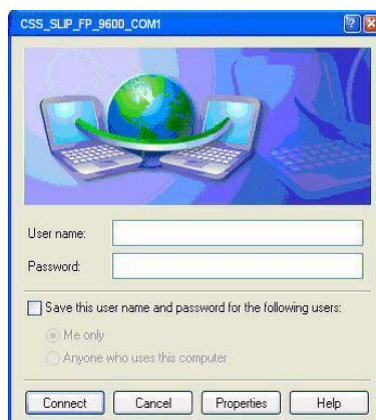 CSS_SLIP_FP_9600_COM1
User name:
Password:
Save this user name and password for the following users:
Me only
Anyone who uses this computer
Connect Cancel Properties Help